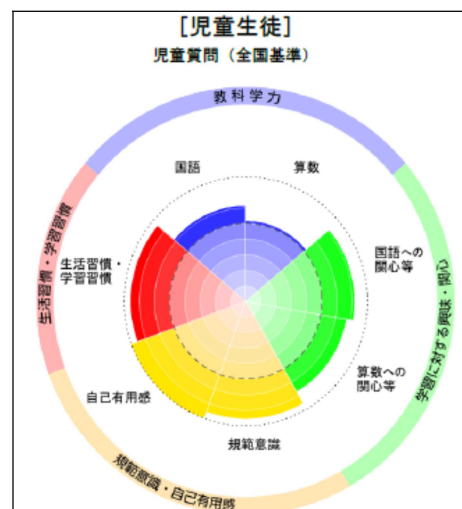 [児童生徒]
児童質問（全国基準）
教科学力
国語
算数
生活習慣・学習習慣
生活習慣・
学習習慣
国語への
関心等
学習に対する興味・関心
算数への
関心等
自己有用感
規範意識
規範意識・自己有用感